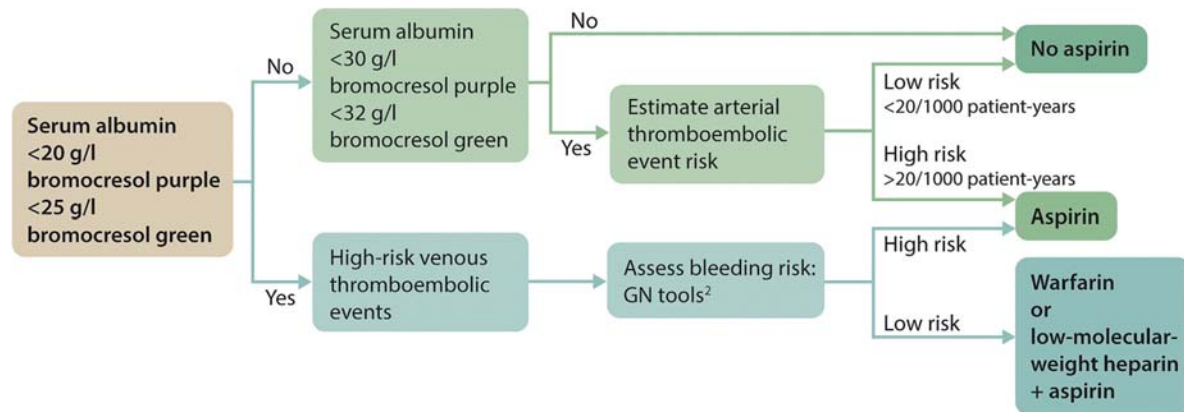 Serum albumin
<20 g/l
bromocresol purple
<25 g/l
bromocresol green
No
Yes
Serum albumin
<30 g/l
bromocresol purple
<32 g/l
bromocresol green
No
Yes
Estimate arterial
thromboembolic
event risk
No aspirin
Low risk
<20/1000 patient-years
High risk
>20/1000 patient-years
Aspirin
High-risk venous
thromboembolic
events
Assess bleeding risk:
GN tools²
High risk
Low risk
Warfarin
or
low-molecular-
weight heparin
+ aspirin